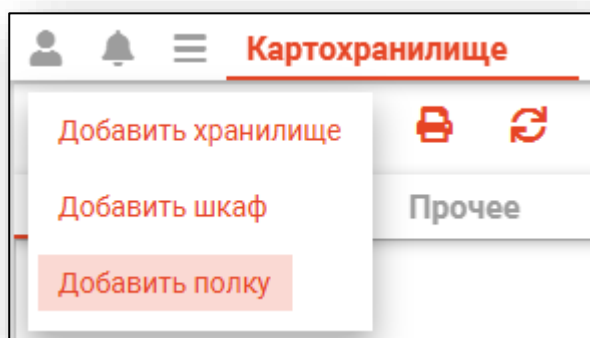 Картохранилище
Добавить хранилище
Добавить шкаф
Прочее
Добавить полку